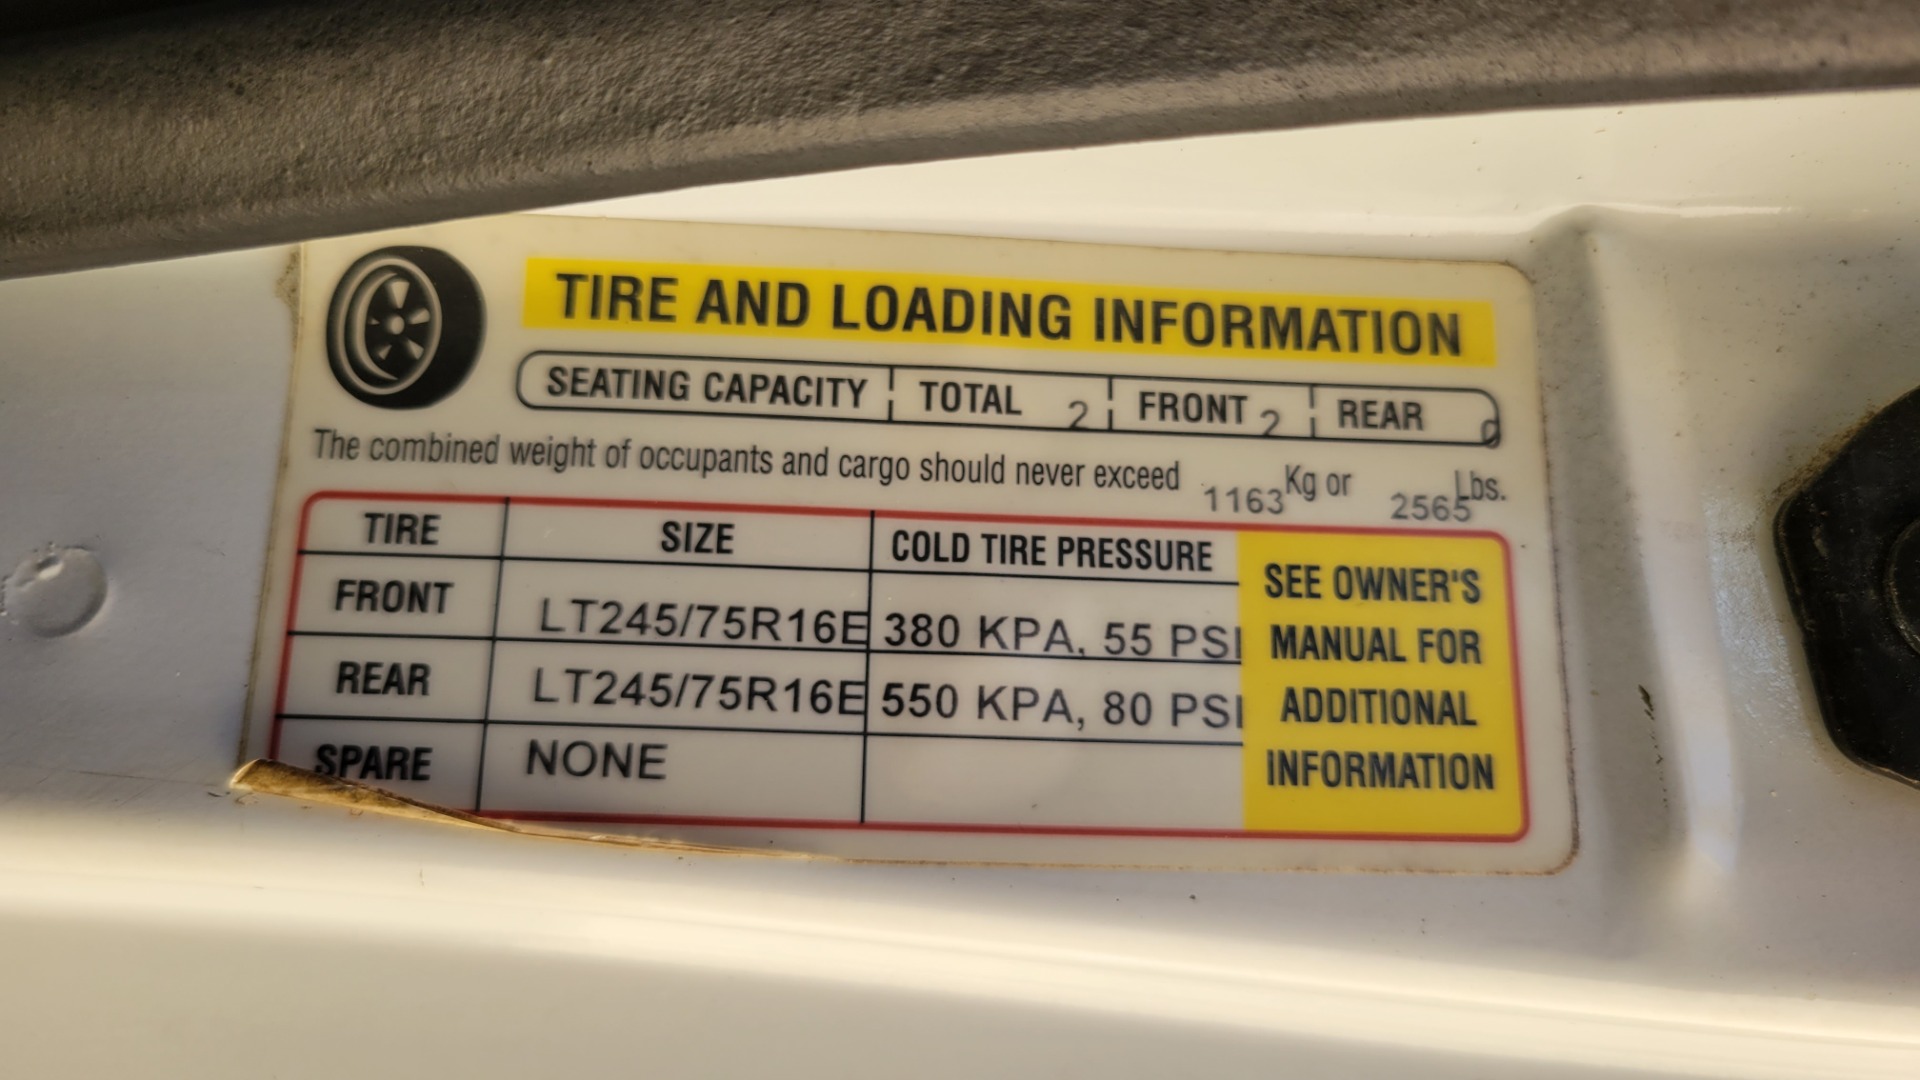 TIRE AND LOADING INFORMATION
SEATING CAPACITY TOTAL 2 FRONT 2 REAR 0
The combined weight of occupants and cargo should never exceed 1163 Kg or 2565 Lbs.
TIRE SIZE COLD TIRE PRESSURE
FRONT LT245/75R16E 380 KPA, 55 PSI
REAR LT245/75R16E 550 KPA, 80 PSI
SPARE NONE
SEE OWNER'S
MANUAL FOR
ADDITIONAL
INFORMATION